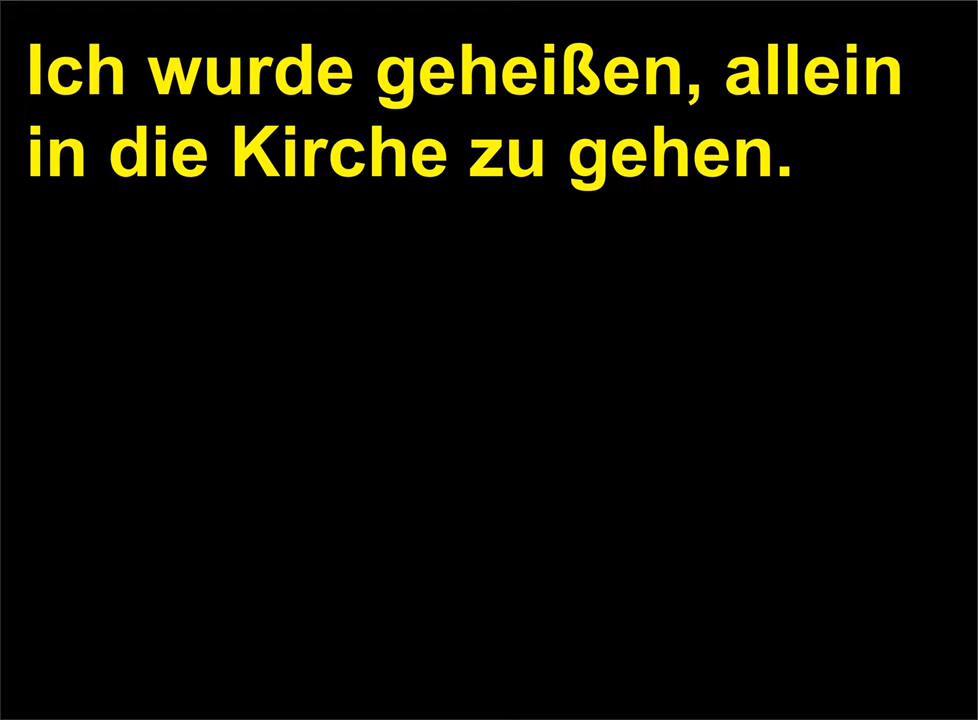 Ich wurde geheißen, allein
in die Kirche zu gehen.